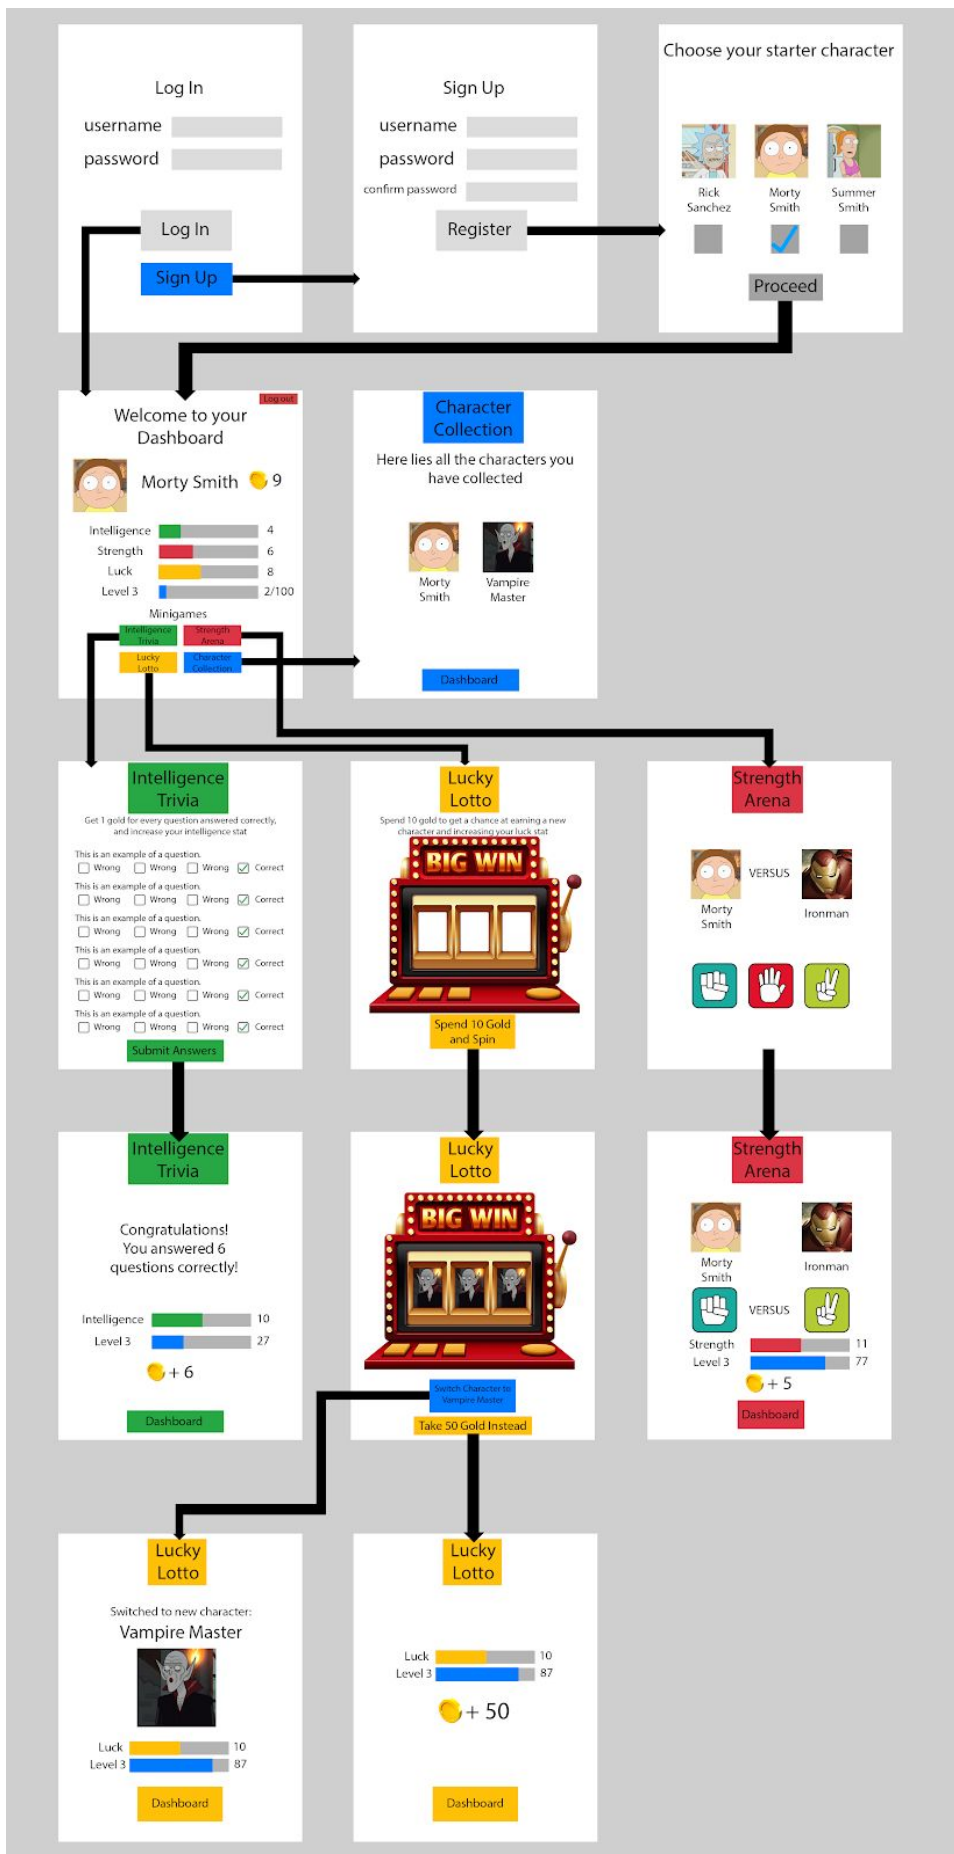 Log In
username
password
Log In
Sign Up
Sign Up
username
password
confirm password
Register
Choose your starter character
Rick
Sanchez
Morty
Smith
Summer
Smith
Proceed
Log out
Welcome to your
Dashboard
Morty Smith 9
Intelligence 4
Strength 6
Luck 8
Level 3 2/100
Minigames
Intelligence
Trivia
Strength
Arena
Lucky
Lotto
Character
Collection
Character
Collection
Here lies all the characters you
have collected
Morty
Smith
Vampire
Master
Dashboard
Intelligence
Trivia
Get 1 gold for every question answered correctly,
and increase your intelligence stat
This is an example of a question.
Wrong Wrong Wrong Correct
This is an example of a question.
Wrong Wrong Wrong Correct
This is an example of a question.
Wrong Wrong Wrong Correct
This is an example of a question.
Wrong Wrong Wrong Correct
This is an example of a question.
Wrong Wrong Wrong Correct
This is an example of a question.
Wrong Wrong Wrong Correct
Submit Answers
Lucky
Lotto
Spend 10 gold to get a chance at earning a new
character and increasing your luck stat
BIG WIN
Spend 10 Gold
and Spin
Strength
Arena
VERSUS
Morty
Smith
Ironman
Intelligence
Trivia
Congratulations!
You answered 6
questions correctly!
Intelligence 10
Level 3 27
+ 6
Dashboard
Lucky
Lotto
BIG WIN
Switch Character to
Vampire Master
Take 50 Gold Instead
Strength
Arena
Morty
Smith
Ironman
VERSUS
Strength 11
Level 3 77
+ 5
Dashboard
Lucky
Lotto
Switched to new character:
Vampire Master
Luck 10
Level 3 87
Dashboard
Lucky
Lotto
Luck 10
Level 3 87
+ 50
Dashboard